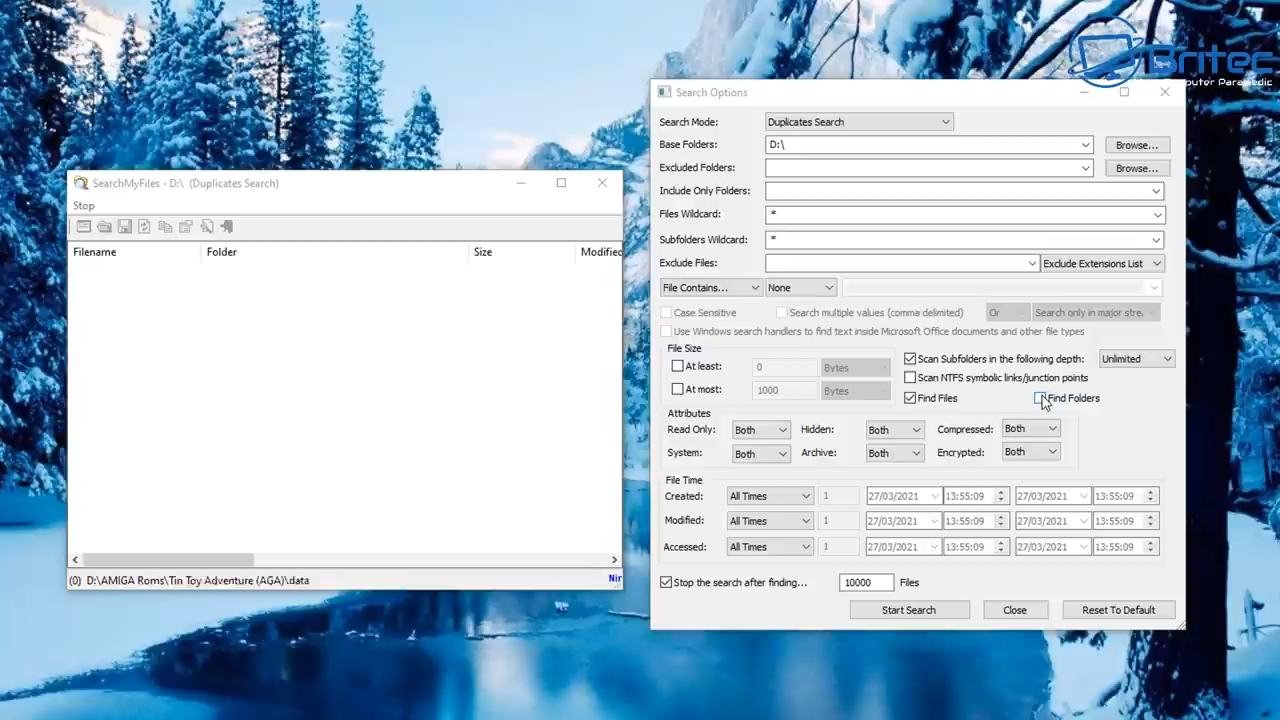 Britec
Computer Paramedic
Search Options
Search Mode: Duplicates Search
Base Folders: D:\ Browse...
Excluded Folders: Browse...
Include Only Folders:
Files Wildcard: *
Subfolders Wildcard: *
Exclude Files: Exclude Extensions List
File Contains... None
Case Sensitive Search multiple values (comma delimited) Or Search only in major stre
Use Windows search handlers to find text inside Microsoft Office documents and other file types
File Size
At least: 0 Bytes
At most: 1000 Bytes
Scan Subfolders in the following depth: Unlimited
Scan NTFS symbolic links/junction points
Find Files Find Folders
Attributes
Read Only: Both Hidden: Both Compressed: Both
System: Both Archive: Both Encrypted: Both
File Time
Created: All Times 1 27/03/2021 13:55:09 27/03/2021 13:55:09
Modified: All Times 1 27/03/2021 13:55:09 27/03/2021 13:55:09
Accessed: All Times 1 27/03/2021 13:55:09 27/03/2021 13:55:09
Stop the search after finding... 10000 Files
Start Search Close Reset To Default
SearchMyFiles - D:\ (Duplicates Search)
Stop
Filename Folder Size Modified
(0) D:\AMIGA Roms\Tin Toy Adventure (AGA)\data Nir